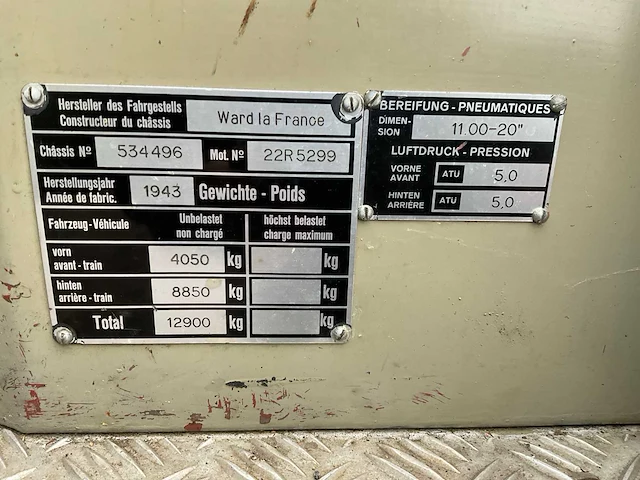 Hersteller des Fahrgestells
Constructeur du châssis
Ward la France
Châssis Nº 534496 Mot. Nº 22R5299
Herstellungsjahr
Année de fabric.
1943 Gewichte - Poids
Fahrzeug - Véhicule
Unbelastet
non chargé
höchst belastet
charge maximum
vorn
avant - train
4050 kg kg
hinten
arrière - train
8850 kg kg
Total 12900 kg kg
BEREIFUNG - PNEUMATIQUES
DIMEN-
SION
11.00-20"
LUFTDRUCK - PRESSION
VORNE
AVANT
ATU 5,0
HINTEN
ARRIÈRE
ATU 5,0